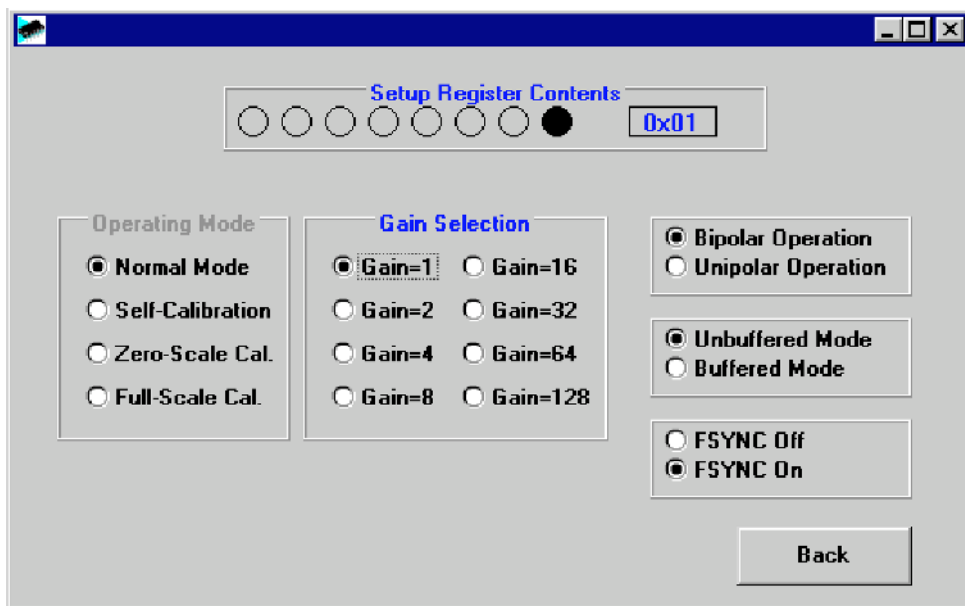 Setup Register Contents
0x01
Operating Mode
Normal Mode
Self-Calibration
Zero-Scale Cal.
Full-Scale Cal.
Gain Selection
Gain=1 Gain=16
Gain=2 Gain=32
Gain=4 Gain=64
Gain=8 Gain=128
Bipolar Operation
Unipolar Operation
Unbuffered Mode
Buffered Mode
FSYNC Off
FSYNC On
Back